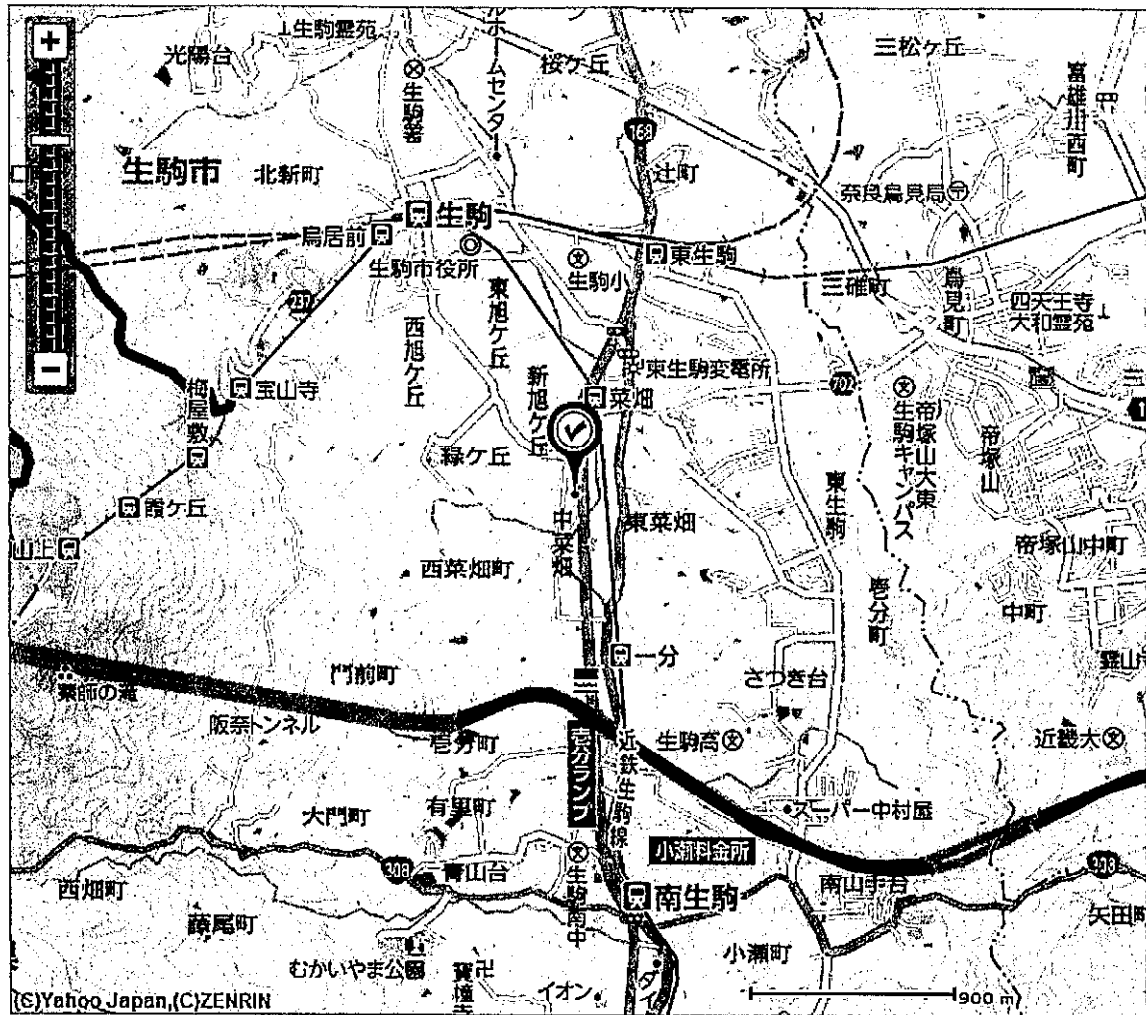 +
−
光陽台
生駒霊苑
生駒署
ルホームセンター
桜ケ丘
168
三松ケ丘
富雄川西町
生駒市
北新町
辻町
奈良鳥見局
生駒
鳥居前
生駒市役所
生駒小
東生駒
三碓町
鳥見町
四天王寺
大和霊苑
237
西旭ケ丘
東旭ケ丘
新旭ケ丘
東生駒変電所
菜畑
702
帝塚山大東
生駒キャンパス
帝塚山
宝山寺
梅屋敷
緑ケ丘
霞ケ丘
山上
中菜畑
東菜畑
東生駒
西菜畑町
帝塚山中町
中町
壱分町
一分
門前町
さつき台
薬師の滝
阪奈トンネル
壱分町
壱分ランプ
近鉄生駒線
生駒高
近畿大
有里町
大門町
スーパー中村屋
小瀬料金所
308
青山台
生駒南中
南生駒
南山手台
308
西畑町
藤尾町
矢田町
小瀬町
むかいやま公園
寶幢寺
イオン
ダイ
(C)Yahoo Japan,(C)ZENRIN
900 m